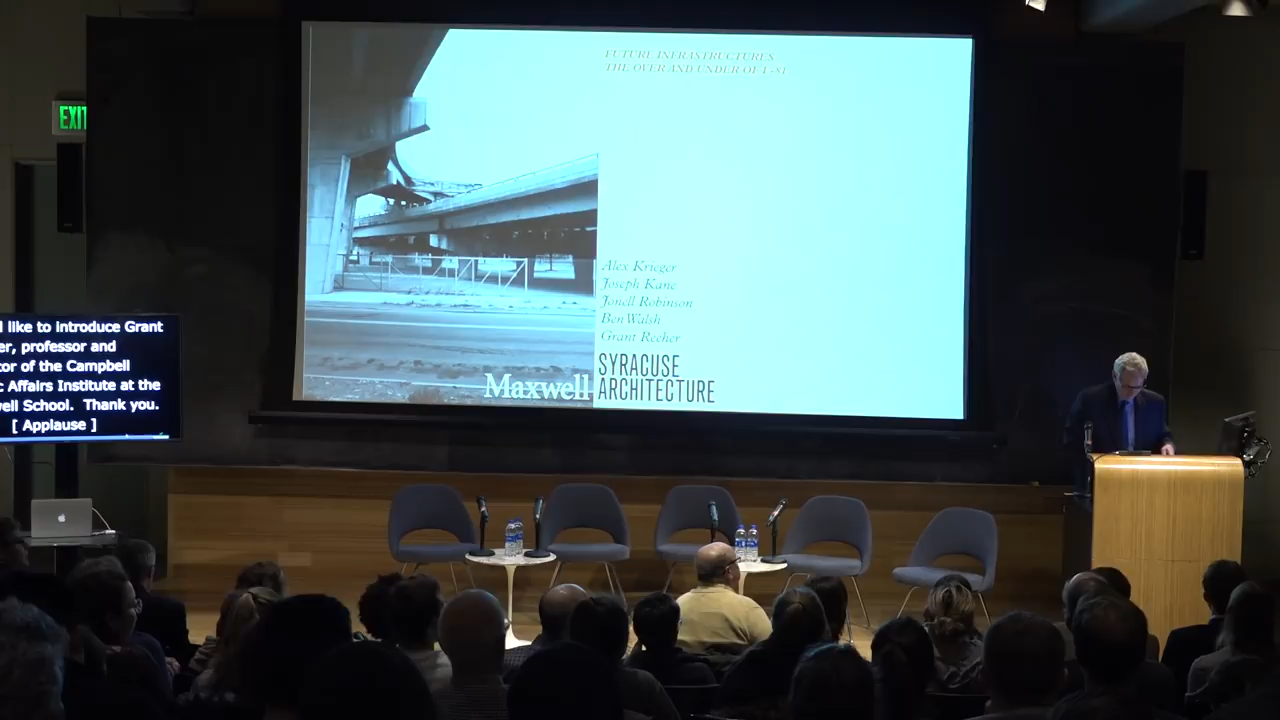 FUTURE INFRASTRUCTURES
THE OVER AND UNDER OF I-81
EXIT
Alex Krieger
Joseph Kane
Jonell Robinson
Ben Walsh
Grant Reeher
Maxwell
SYRACUSE
ARCHITECTURE
like to introduce Grant
er, professor and
tor of the Campbell
c Affairs Institute at the
well School. Thank you.
[ Applause ]